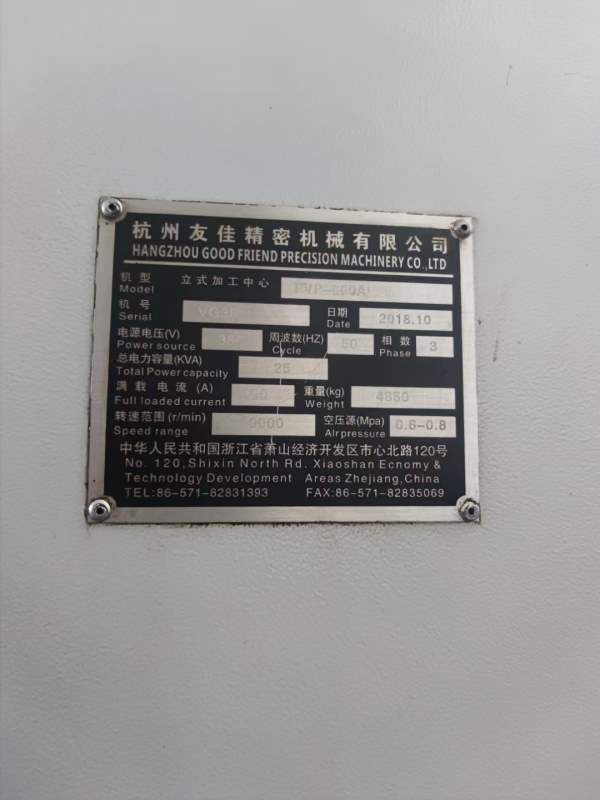 杭州友佳精密机械有限公司
HANGZHOU GOOD FRIEND PRECISION MACHINERY CO.,LTD
机型 Model 立式加工中心
机号 Serial 日期 Date 2018.10
电源电压(V) Power source 周波数(HZ) Cycle 50 相数 Phase 3
总电力容量(KVA) Total Power capacity 25
满载电流(A) Full loaded current 重量(kg) Weight 4850
转速范围(r/min) Speed range 空压源(Mpa) Airpressure 0.6-0.8
中华人民共和国浙江省萧山经济开发区市心北路120号
No. 120,Shixin North Rd. Xiaoshan Ecnomy &
Technology Development Areas Zhejiang,China
TEL:86-571-82831393 FAX:86-571-82835069